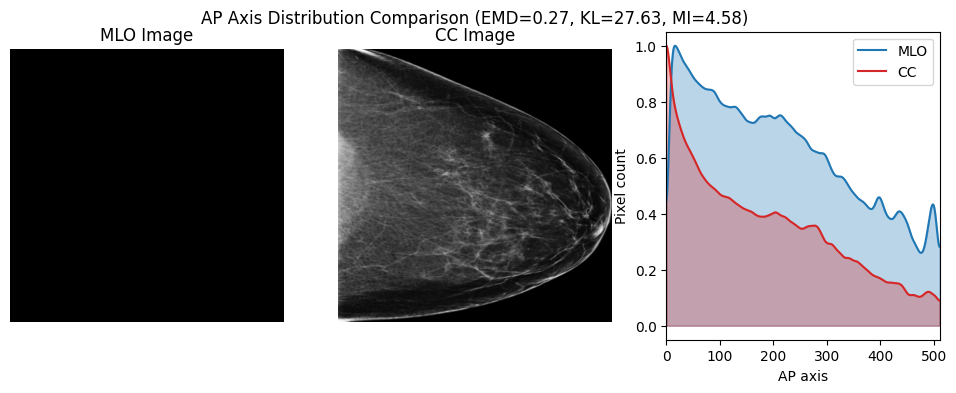 AP Axis Distribution Comparison (EMD=0.27, KL=27.63, MI=4.58)
MLO Image
CC Image
MLO
CC
Pixel count
1.0
0.8
0.6
0.4
0.2
0.0
0 100 200 300 400 500
AP axis